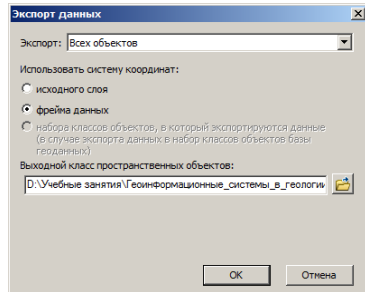 Экспорт данных
Экспорт: Всех объектов
Использовать систему координат:
исходного слоя
фрейма данных
набора классов объектов, в который экспортируются данные
(в случае экспорта данных в набор классов объектов базы
геоданных)
Выходной класс пространственных объектов:
D:\Учебные занятия\Геоинформационные_системы_в_геологии
OK
Отмена